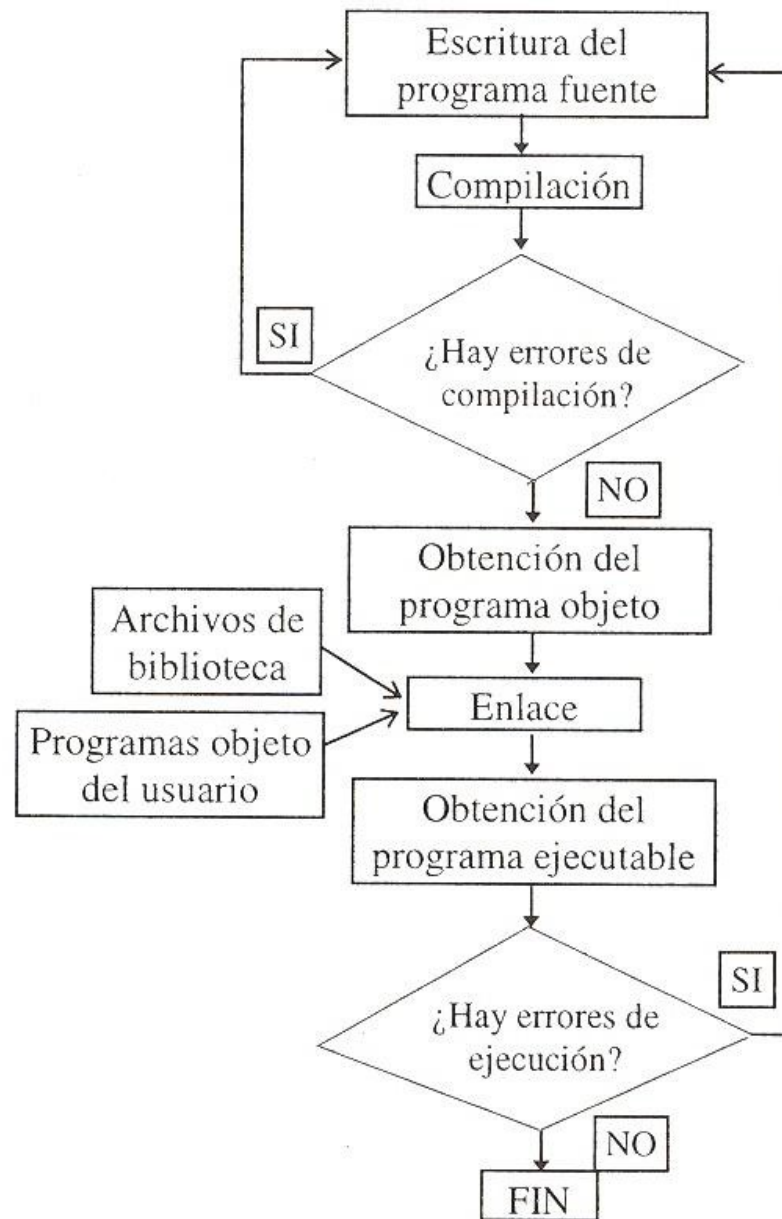 Escritura del
programa fuente
Compilación
SI
¿Hay errores de
compilación?
NO
Obtención del
programa objeto
Archivos de
biblioteca
Enlace
Programas objeto
del usuario
Obtención del
programa ejecutable
SI
¿Hay errores de
ejecución?
NO
FIN